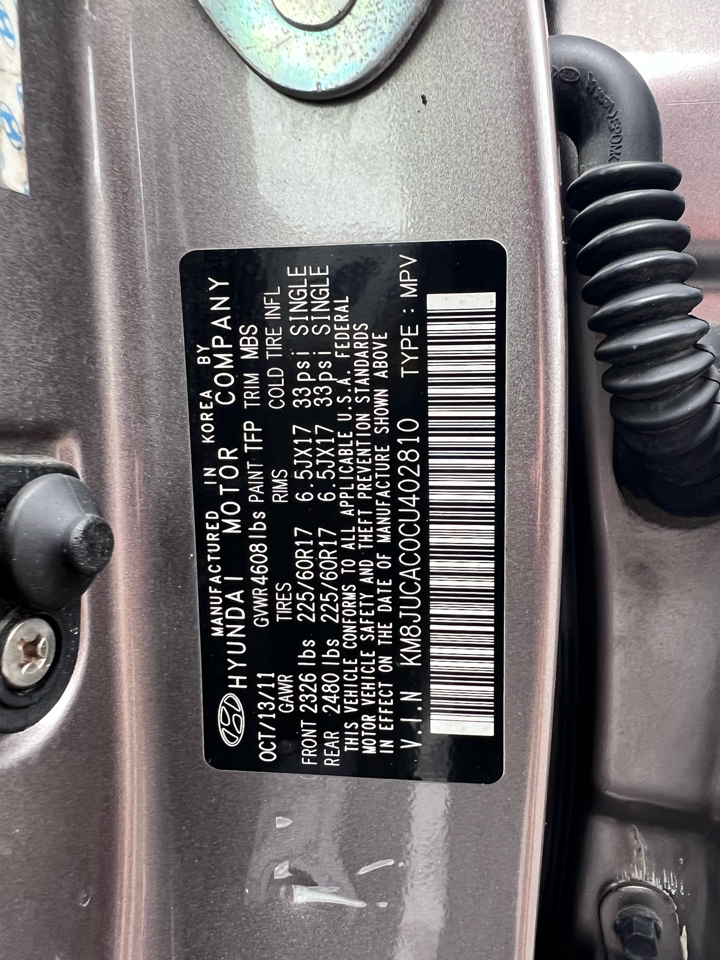 MANUFACTURED IN KOREA BY
HYUNDAI MOTOR COMPANY
OCT/13/11 GVWR 4608 lbs PAINT TFP TRIM MBS
GAWR TIRES RIMS COLD TIRE INFL
FRONT 2326 lbs 225/60R17 6.5JX17 33psi SINGLE
REAR 2480 lbs 225/60R17 6.5JX17 33psi SINGLE
THIS VEHICLE CONFORMS TO ALL APPLICABLE U.S.A. FEDERAL
MOTOR VEHICLE SAFETY AND THEFT PREVENTION STANDARDS
IN EFFECT ON THE DATE OF MANUFACTURE SHOWN ABOVE
V.I.N KM8JUCAC0CU402810 TYPE : MPV